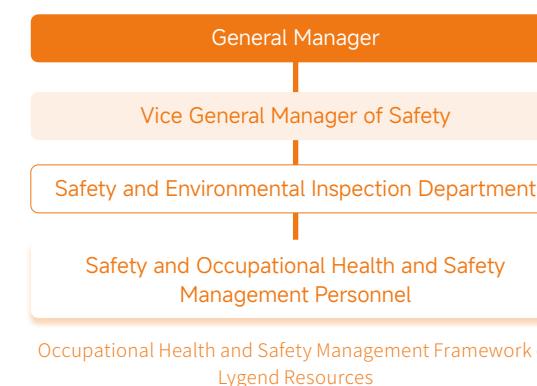 General Manager
Vice General Manager of Safety
Safety and Environmental Inspection Department
Safety and Occupational Health and Safety
Management Personnel
Occupational Health and Safety Management Framework
Lygend Resources